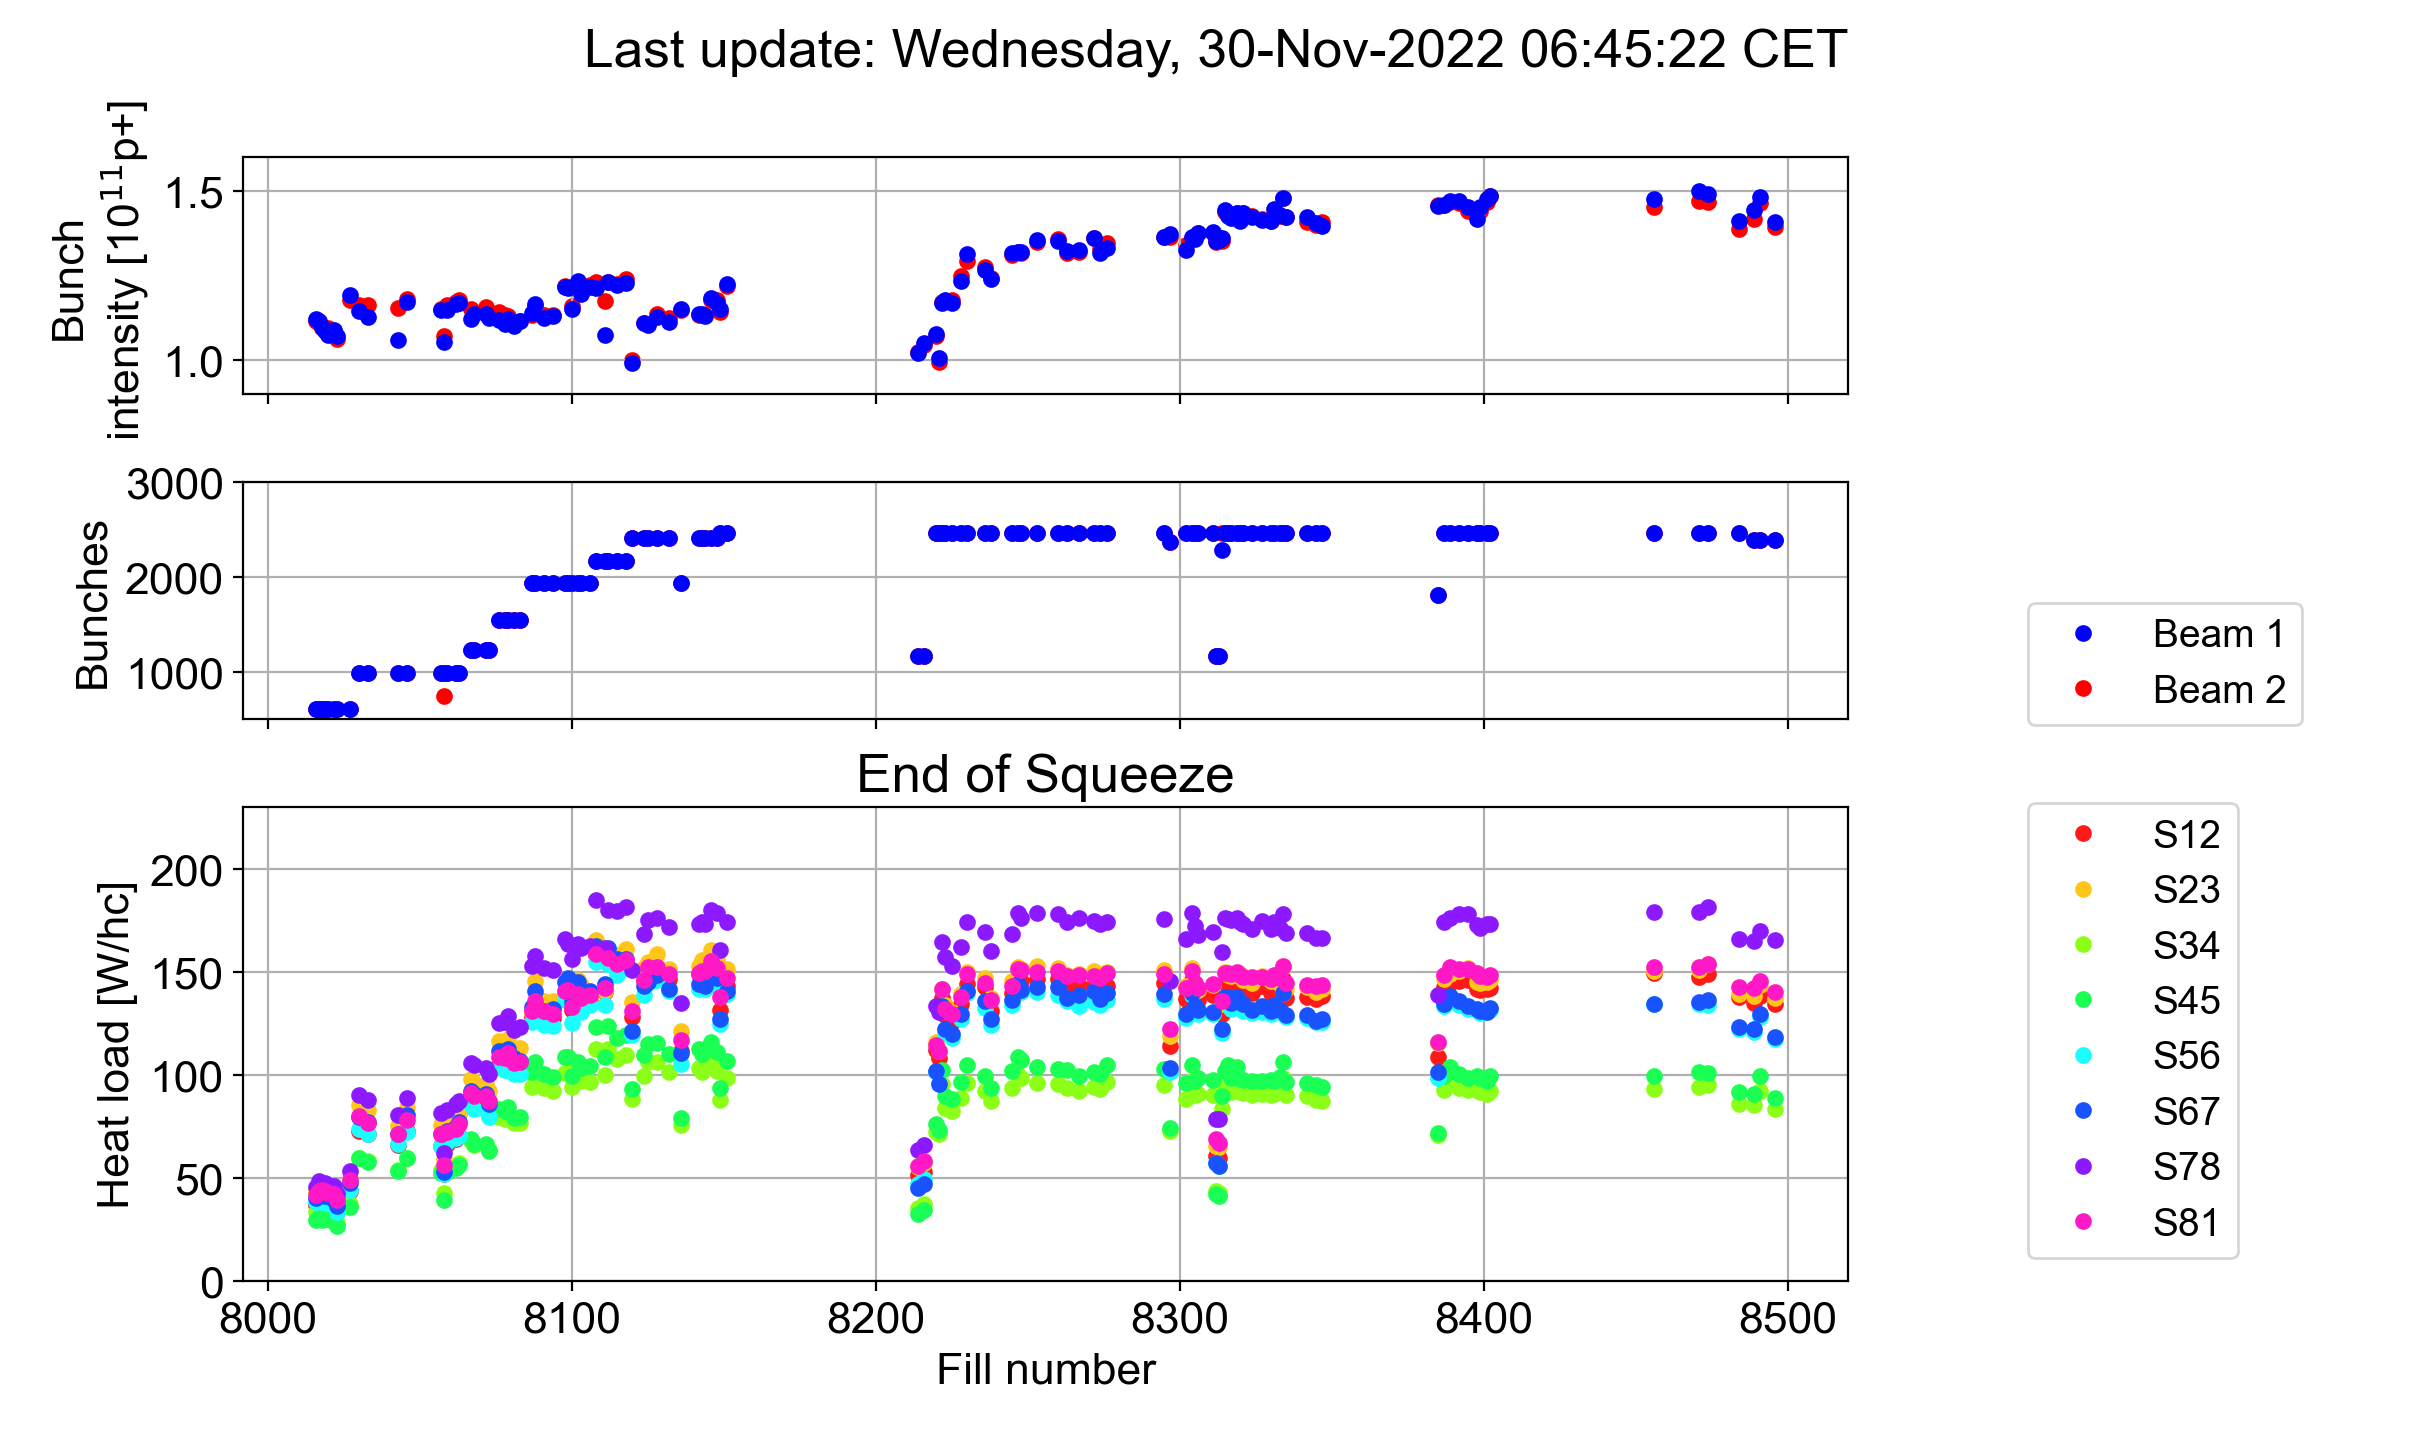 Last update: Wednesday, 30-Nov-2022 06:45:22 CET
Bunch
intensity [10¹¹p+]
1.5
1.0
Bunches
3000
2000
1000
Beam 1
Beam 2
End of Squeeze
Heat load [W/hc]
200
150
100
50
0
8000 8100 8200 8300 8400 8500
Fill number
S12
S23
S34
S45
S56
S67
S78
S81